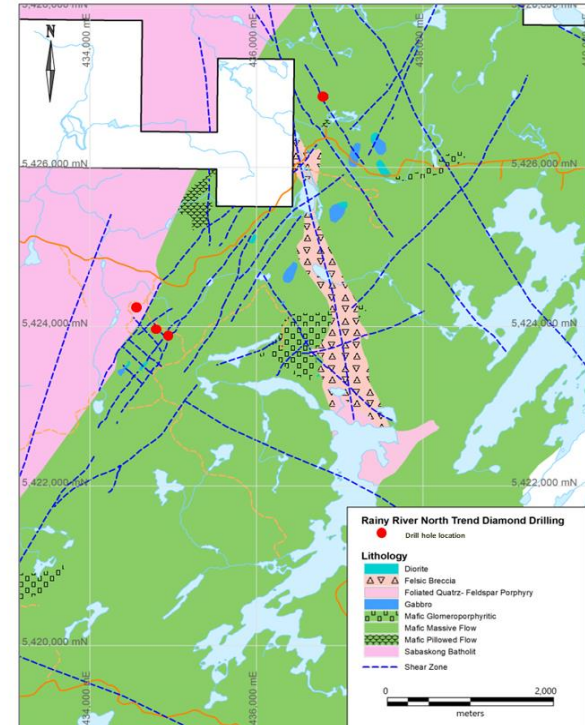 434,000 mE
436,000 mE
N
5,426,000 mN
5,426,000 mN
5,424,000 mN
5,424,000 mN
5,422,000 mN
5,422,000 mN
5,420,000 mN
434,000 mE
436,000 mE
Rainy River North Trend Diamond Drilling
Drill hole location
Lithology
Diorite
Felsic Breccia
Foliated Quatrz- Feldspar Porphyry
Gabbro
Mafic Glomeroporphyritic
Mafic Massive Flow
Mafic Pillowed Flow
Sabaskong Batholit
Shear Zone
0
2,000
meters